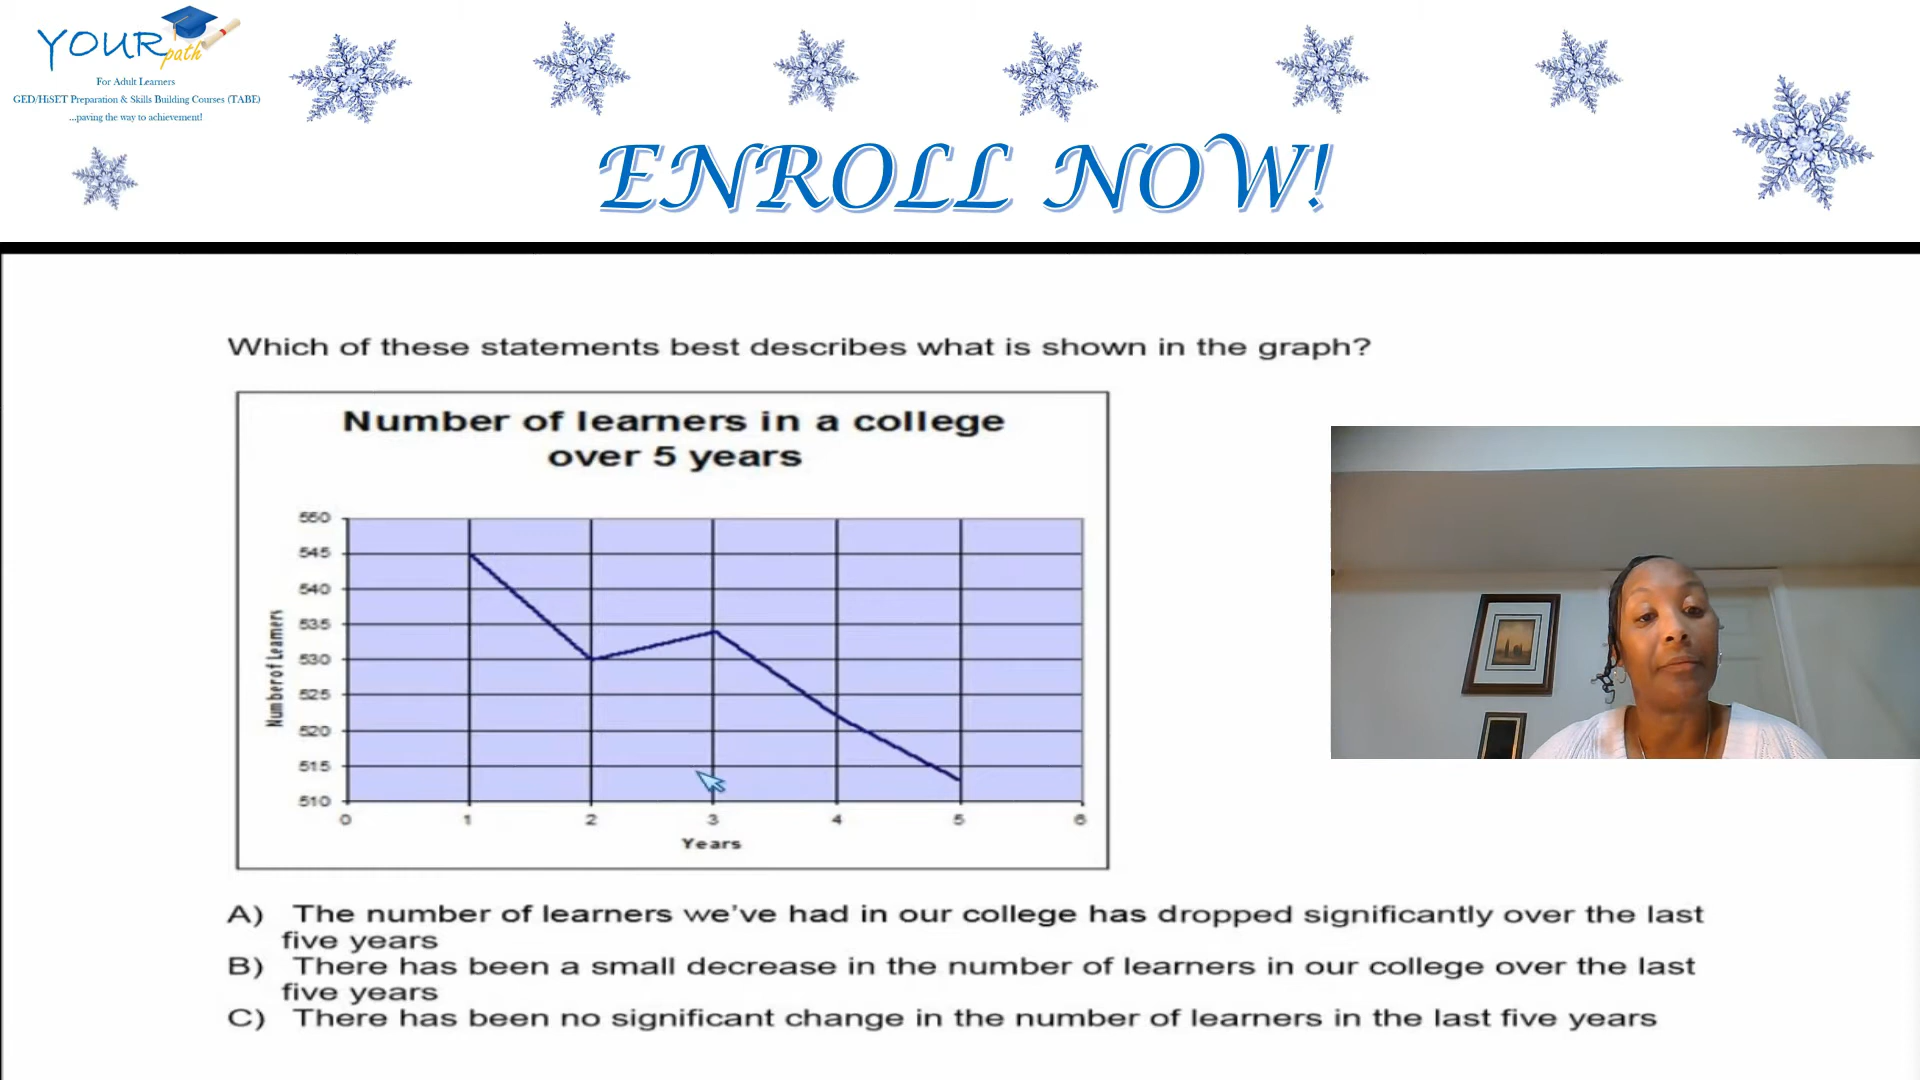 YOUR
path
For Adult Learners
GED/HiSET Preparation & Skills Building Courses (TABE)
...paving the way to achievement!
ENROLL NOW!
Which of these statements best describes what is shown in the graph?
Number of learners in a college
over 5 years
550
545
540
535
530
525
520
515
510
Number of Learners
0 1 2 3 4 5 6
Years
A) The number of learners we've had in our college has dropped significantly over the last
five years
B) There has been a small decrease in the number of learners in our college over the last
five years
C) There has been no significant change in the number of learners in the last five years